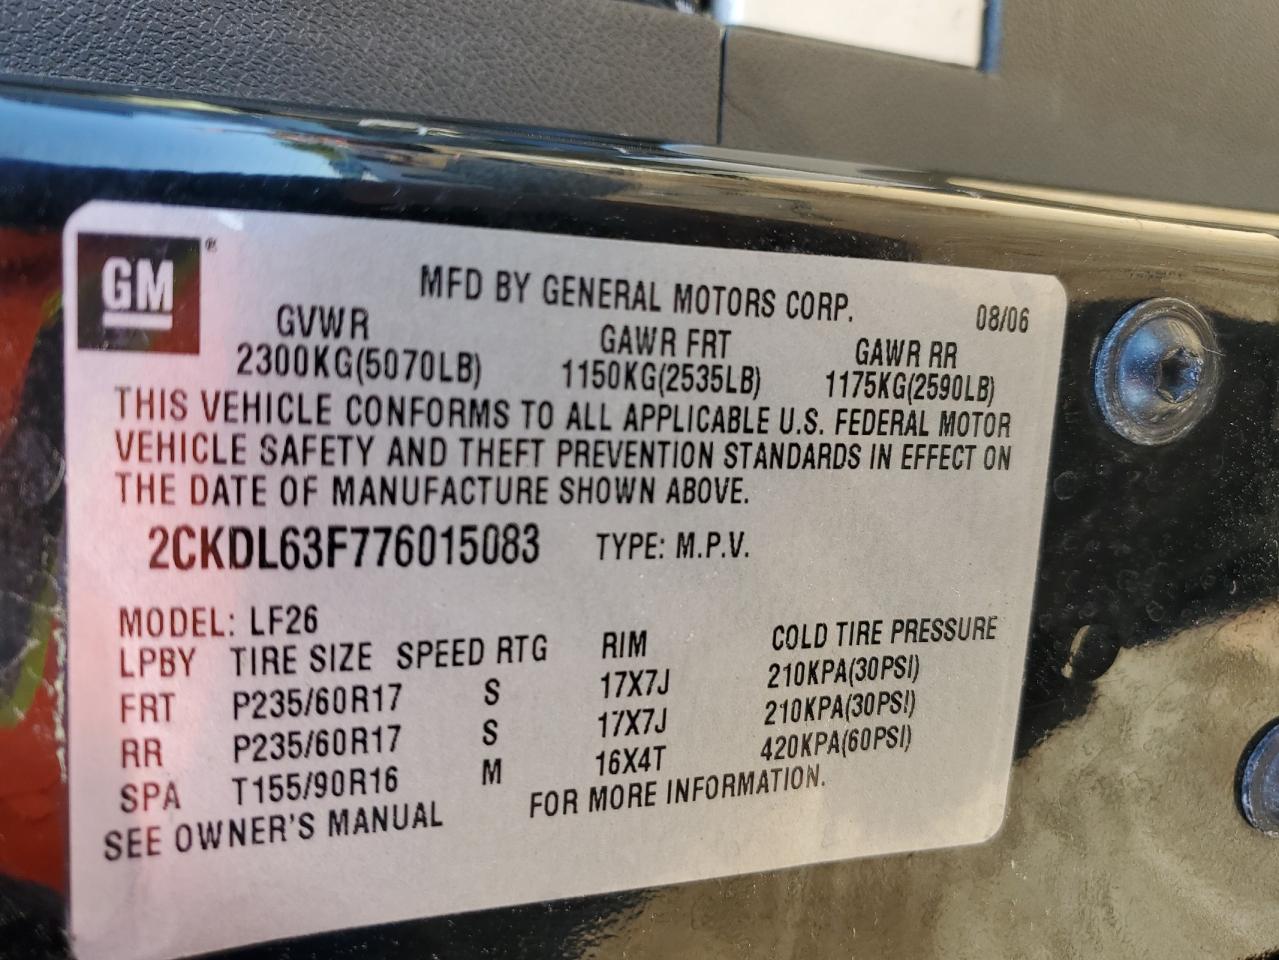 GM ®
MFD BY GENERAL MOTORS CORP.
08/06
GVWR GAWR FRT GAWR RR
2300KG(5070LB) 1150KG(2535LB) 1175KG(2590LB)
THIS VEHICLE CONFORMS TO ALL APPLICABLE U.S. FEDERAL MOTOR
VEHICLE SAFETY AND THEFT PREVENTION STANDARDS IN EFFECT ON
THE DATE OF MANUFACTURE SHOWN ABOVE.
2CKDL63F776015083 TYPE: M.P.V.
MODEL: LF26
LPBY TIRE SIZE SPEED RTG RIM COLD TIRE PRESSURE
FRT P235/60R17 S 17X7J 210KPA(30PSI)
RR P235/60R17 S 17X7J 210KPA(30PSI)
SPA T155/90R16 M 16X4T 420KPA(60PSI)
SEE OWNER'S MANUAL FOR MORE INFORMATION.